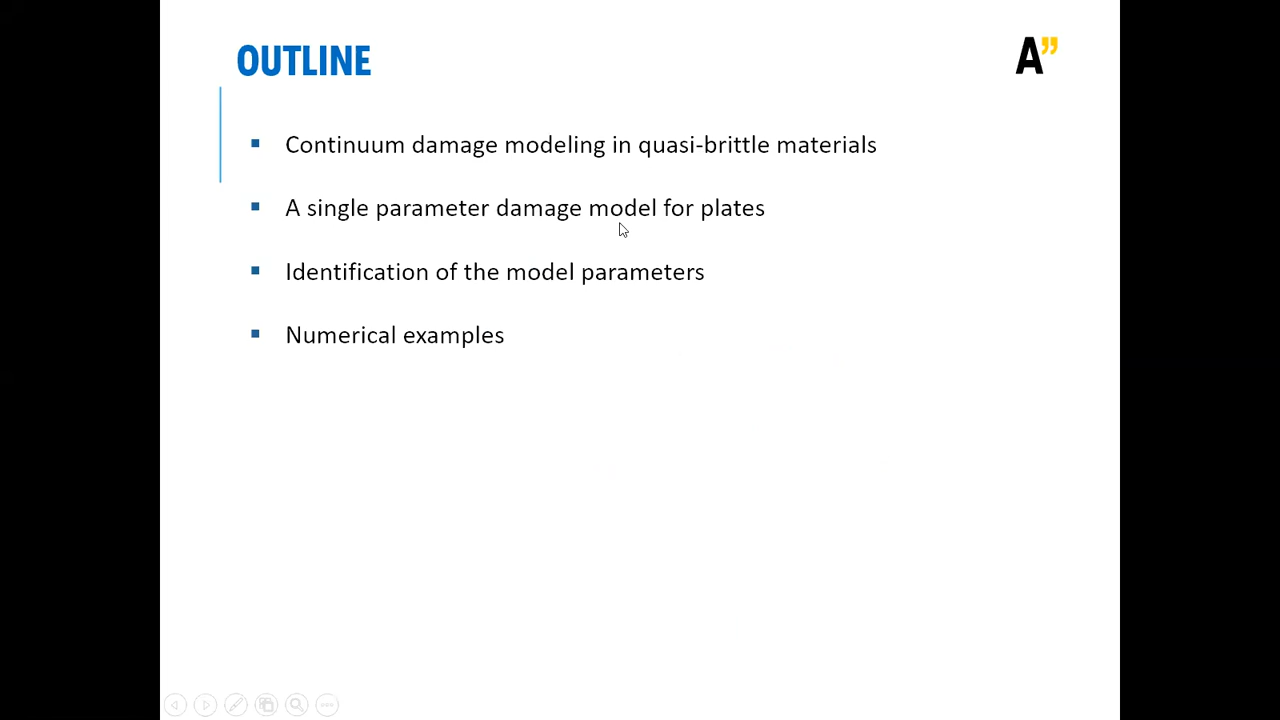 OUTLINE
A”
Continuum damage modeling in quasi-brittle materials
A single parameter damage model for plates
Identification of the model parameters
Numerical examples